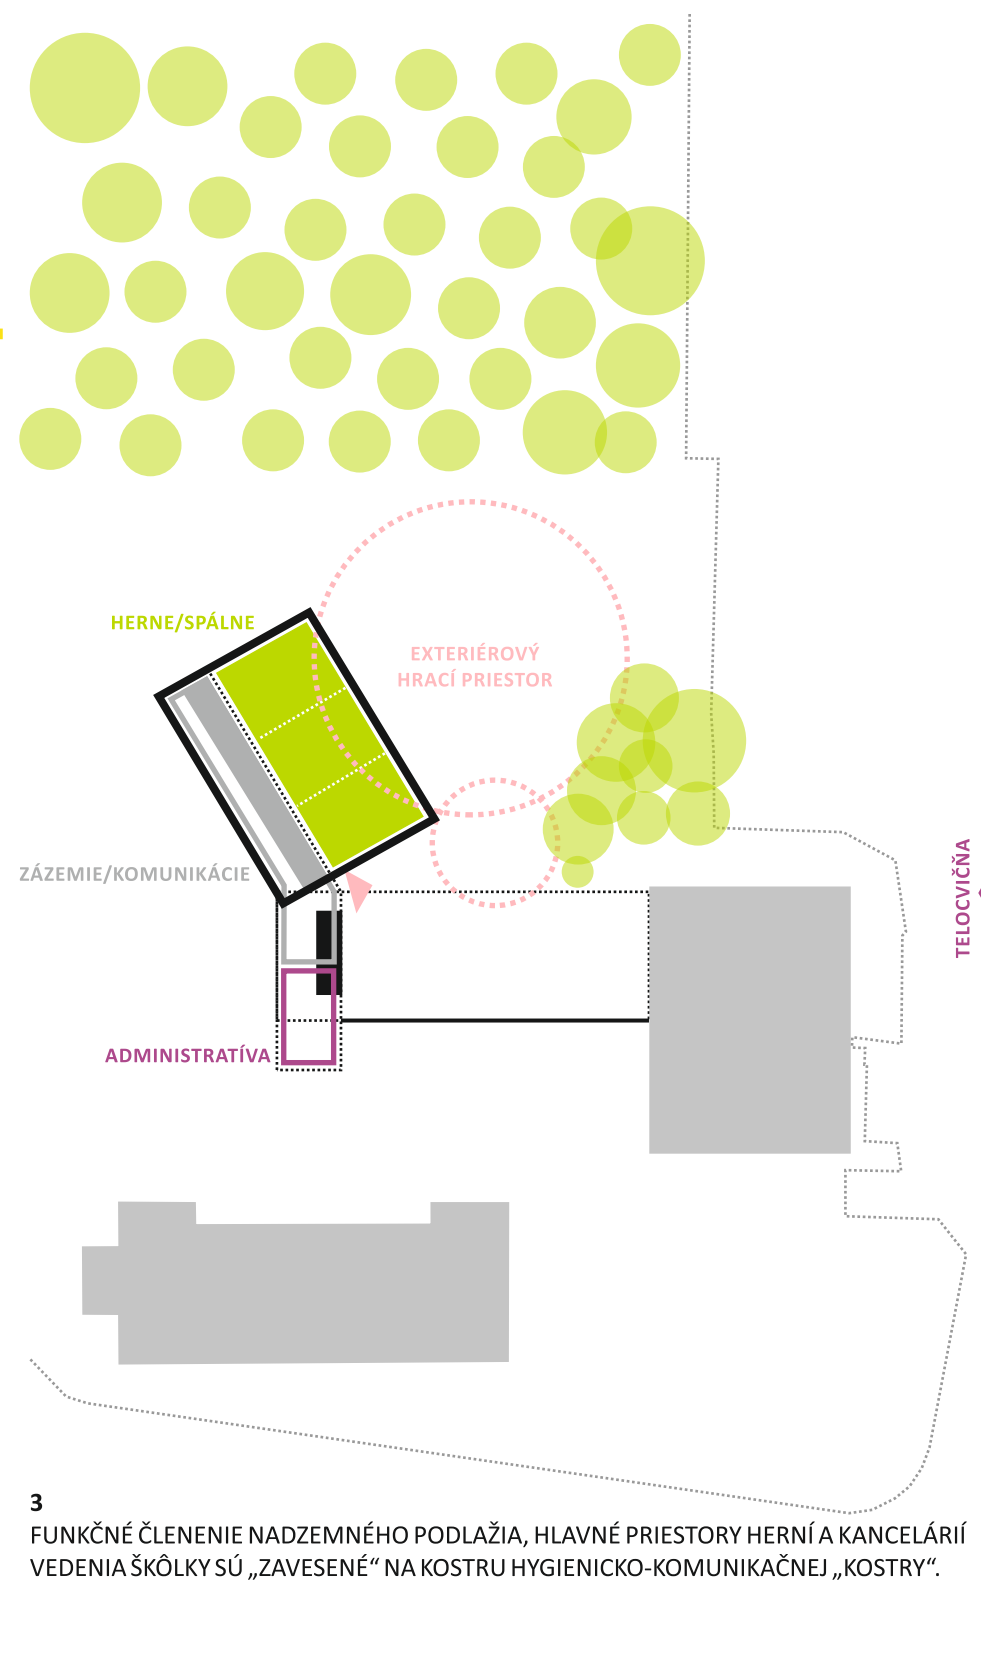 HERNE/SPÁLNE
EXTERIÉROVÝ
HRACÍ PRIESTOR
ZÁZEMIE/KOMUNIKÁCIE
TELOCVIČŇA
ADMINISTRATÍVA
3
FUNKČNÉ ČLENENIE NADZEMNÉHO PODLAŽIA, HLAVNÉ PRIESTORY HERNÍ A KANCELÁRIÍ
VEDENIA ŠKÔLKY SÚ „ZAVESENÉ“ NA KOSTRU HYGIENICKO-KOMUNIKAČNEJ „KOSTRY“.